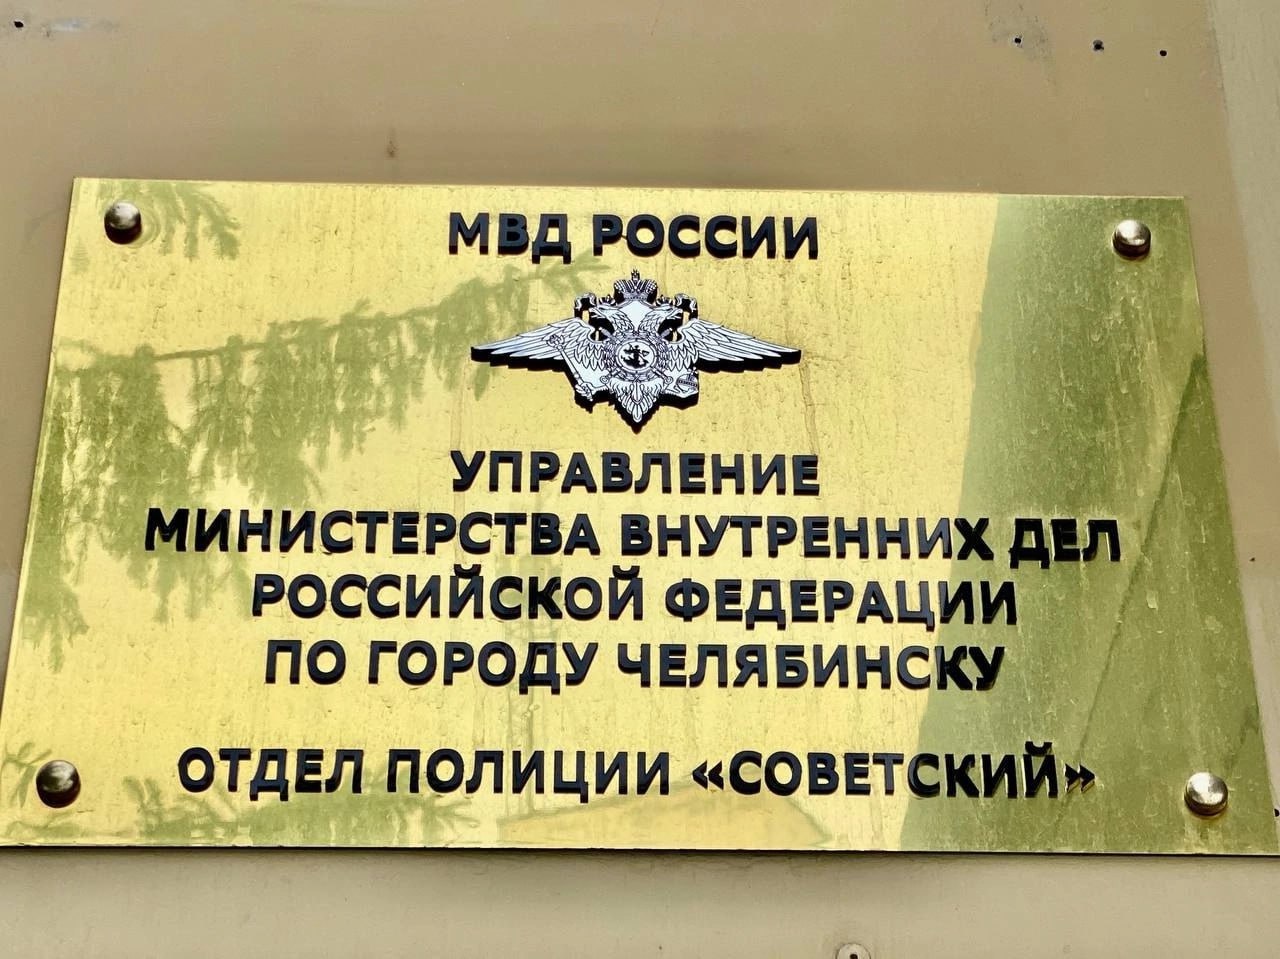 МВД РОССИИ
УПРАВЛЕНИЕ
МИНИСТЕРСТВА ВНУТРЕННИХ ДЕЛ
РОССИЙСКОЙ ФЕДЕРАЦИИ
ПО ГОРОДУ ЧЕЛЯБИНСКУ
ОТДЕЛ ПОЛИЦИИ «СОВЕТСКИЙ»